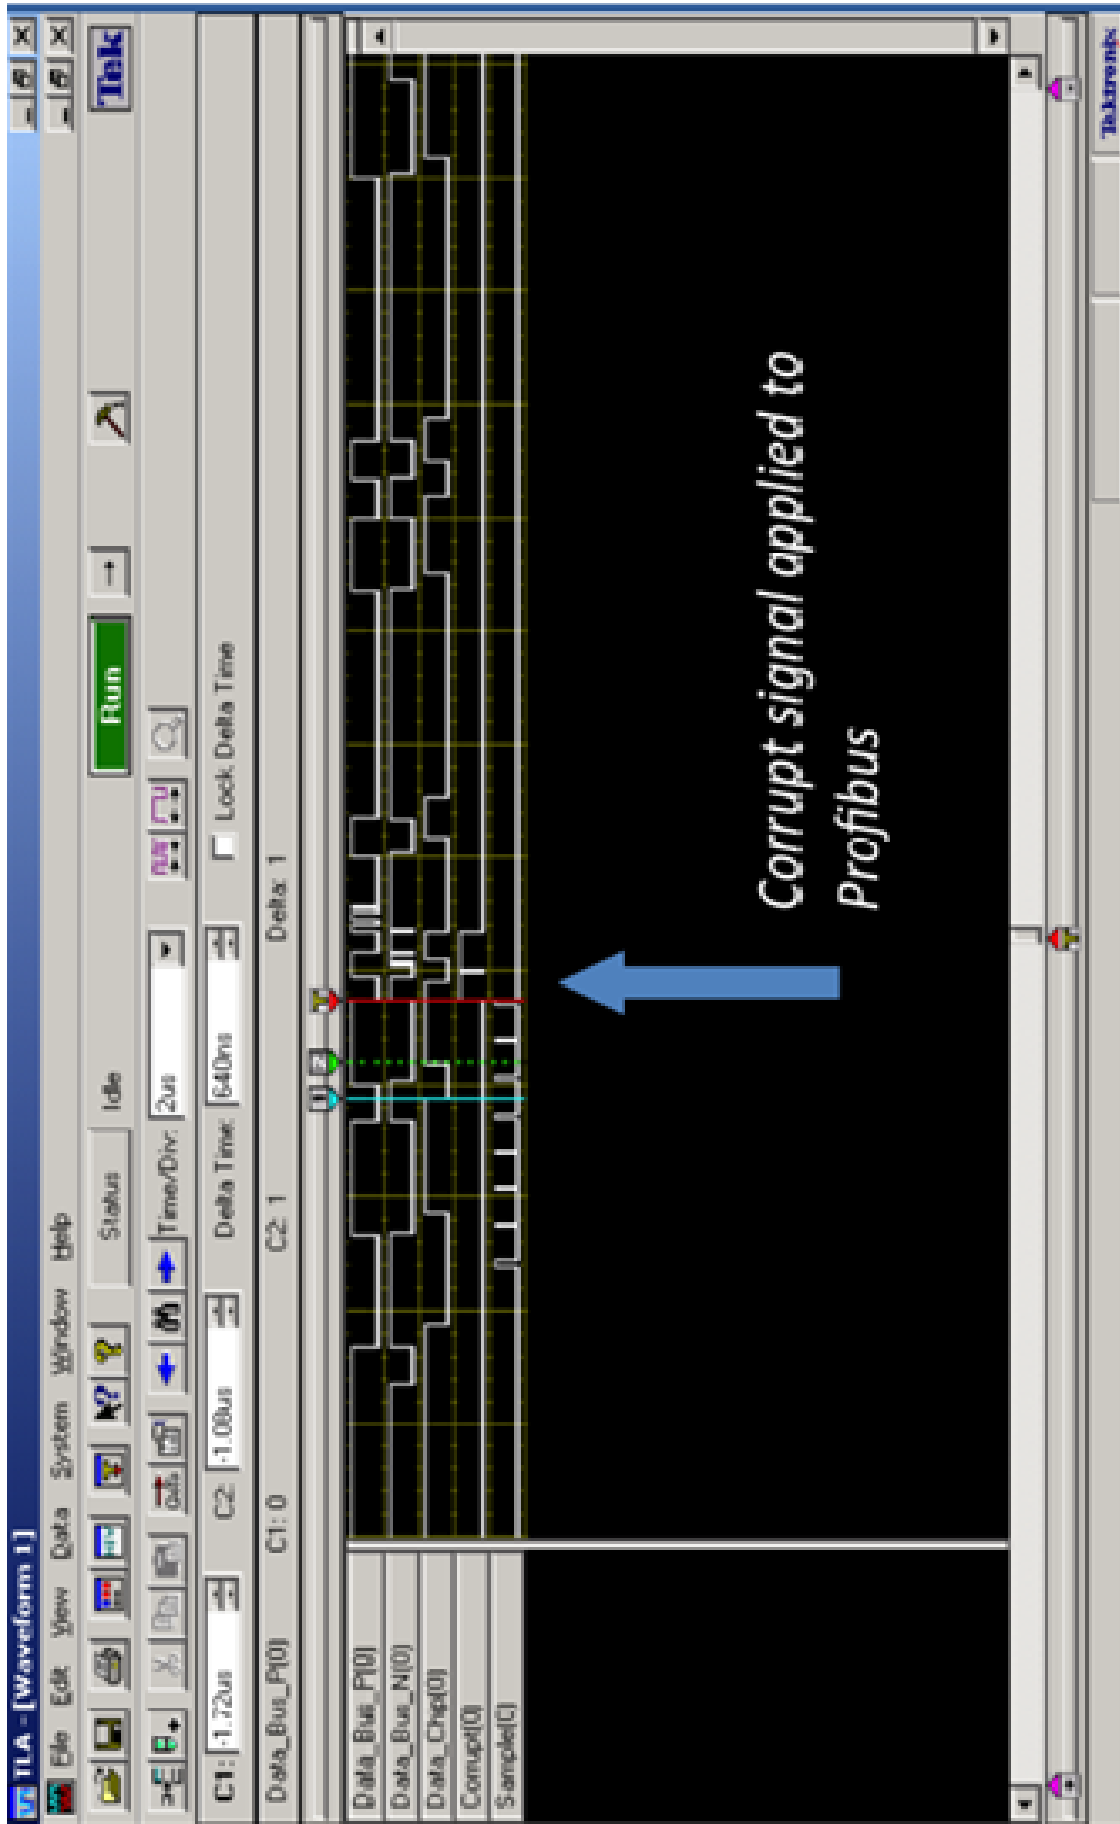 TLA - [Waveform 1]
File Edit View Data System Window Help
Status Idle Run Tek
Time/Div: 2us
C1: -1.72us C2: -1.08us Delta Time: 640ns Lock Delta Time
Data_Bus_P(0) C1: 0 C2: 1 Delta: 1
1 2 T
Data_Bus_P(0)
Data_Bus_N(0)
Data_Chip(0)
Corrupt(0)
Sample(C)
Corrupt signal applied to
Profibus
Tektronix